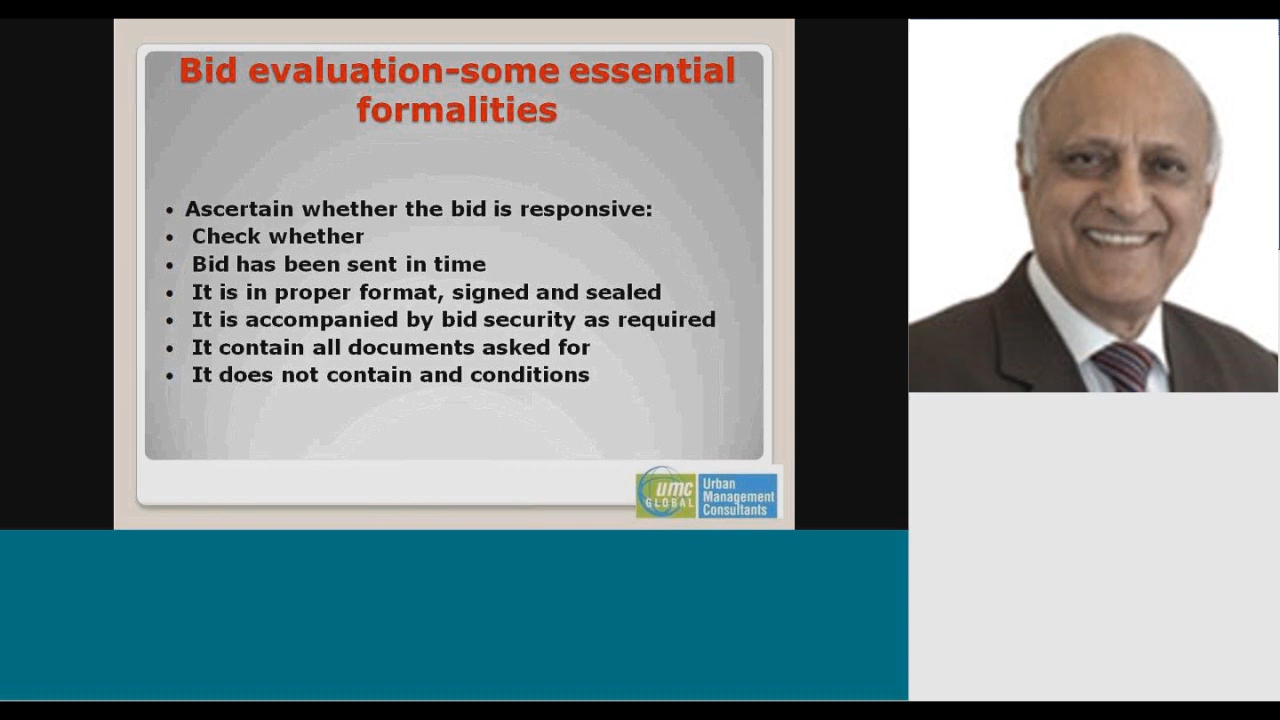 Bid evaluation-some essential
formalities
• Ascertain whether the bid is responsive:
• Check whether
• Bid has been sent in time
• It is in proper format, signed and sealed
• It is accompanied by bid security as required
• It contain all documents asked for
• It does not contain and conditions
umc
GLOBAL
Urban
Management
Consultants